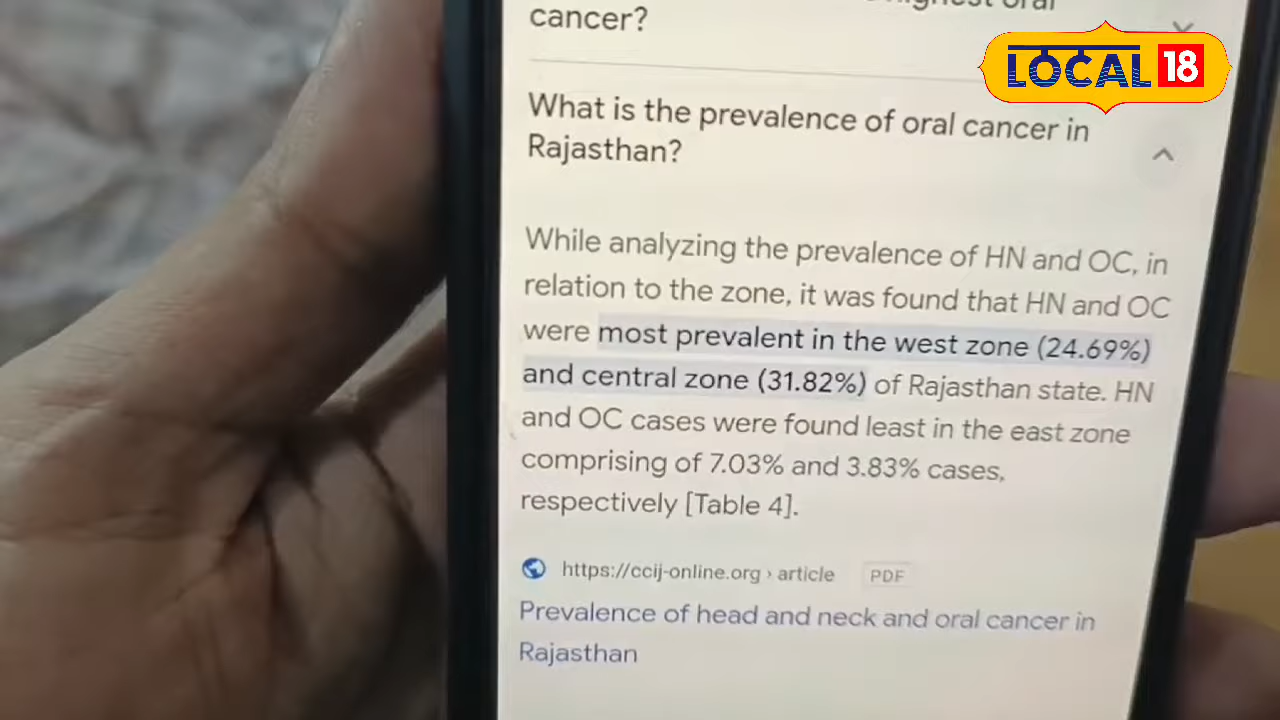 oral
cancer?
LOCAL 18
What is the prevalence of oral cancer in
Rajasthan?
While analyzing the prevalence of HN and OC, in
relation to the zone, it was found that HN and OC
were most prevalent in the west zone (24.69%)
and central zone (31.82%) of Rajasthan state. HN
and OC cases were found least in the east zone
comprising of 7.03% and 3.83% cases,
respectively [Table 4].
https://ccij-online.org › article PDF
Prevalence of head and neck and oral cancer in
Rajasthan